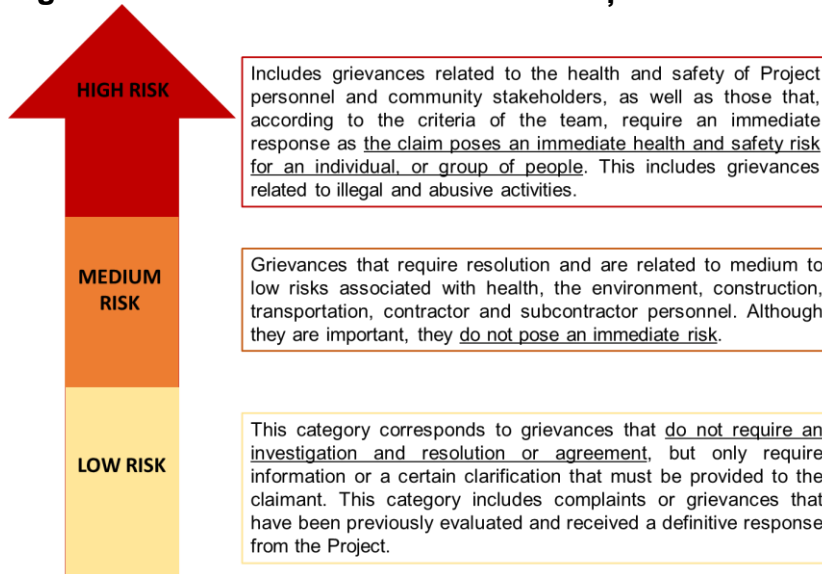 HIGH RISK
Includes grievances related to the health and safety of Project
personnel and community stakeholders, as well as those that,
according to the criteria of the team, require an immediate
response as the claim poses an immediate health and safety risk
for an individual, or group of people. This includes grievances
related to illegal and abusive activities.
MEDIUM
RISK
Grievances that require resolution and are related to medium to
low risks associated with health, the environment, construction,
transportation, contractor and subcontractor personnel. Although
they are important, they do not pose an immediate risk.
LOW RISK
This category corresponds to grievances that do not require an
investigation and resolution or agreement, but only require
information or a certain clarification that must be provided to the
claimant. This category includes complaints or grievances that
have been previously evaluated and received a definitive response
from the Project.